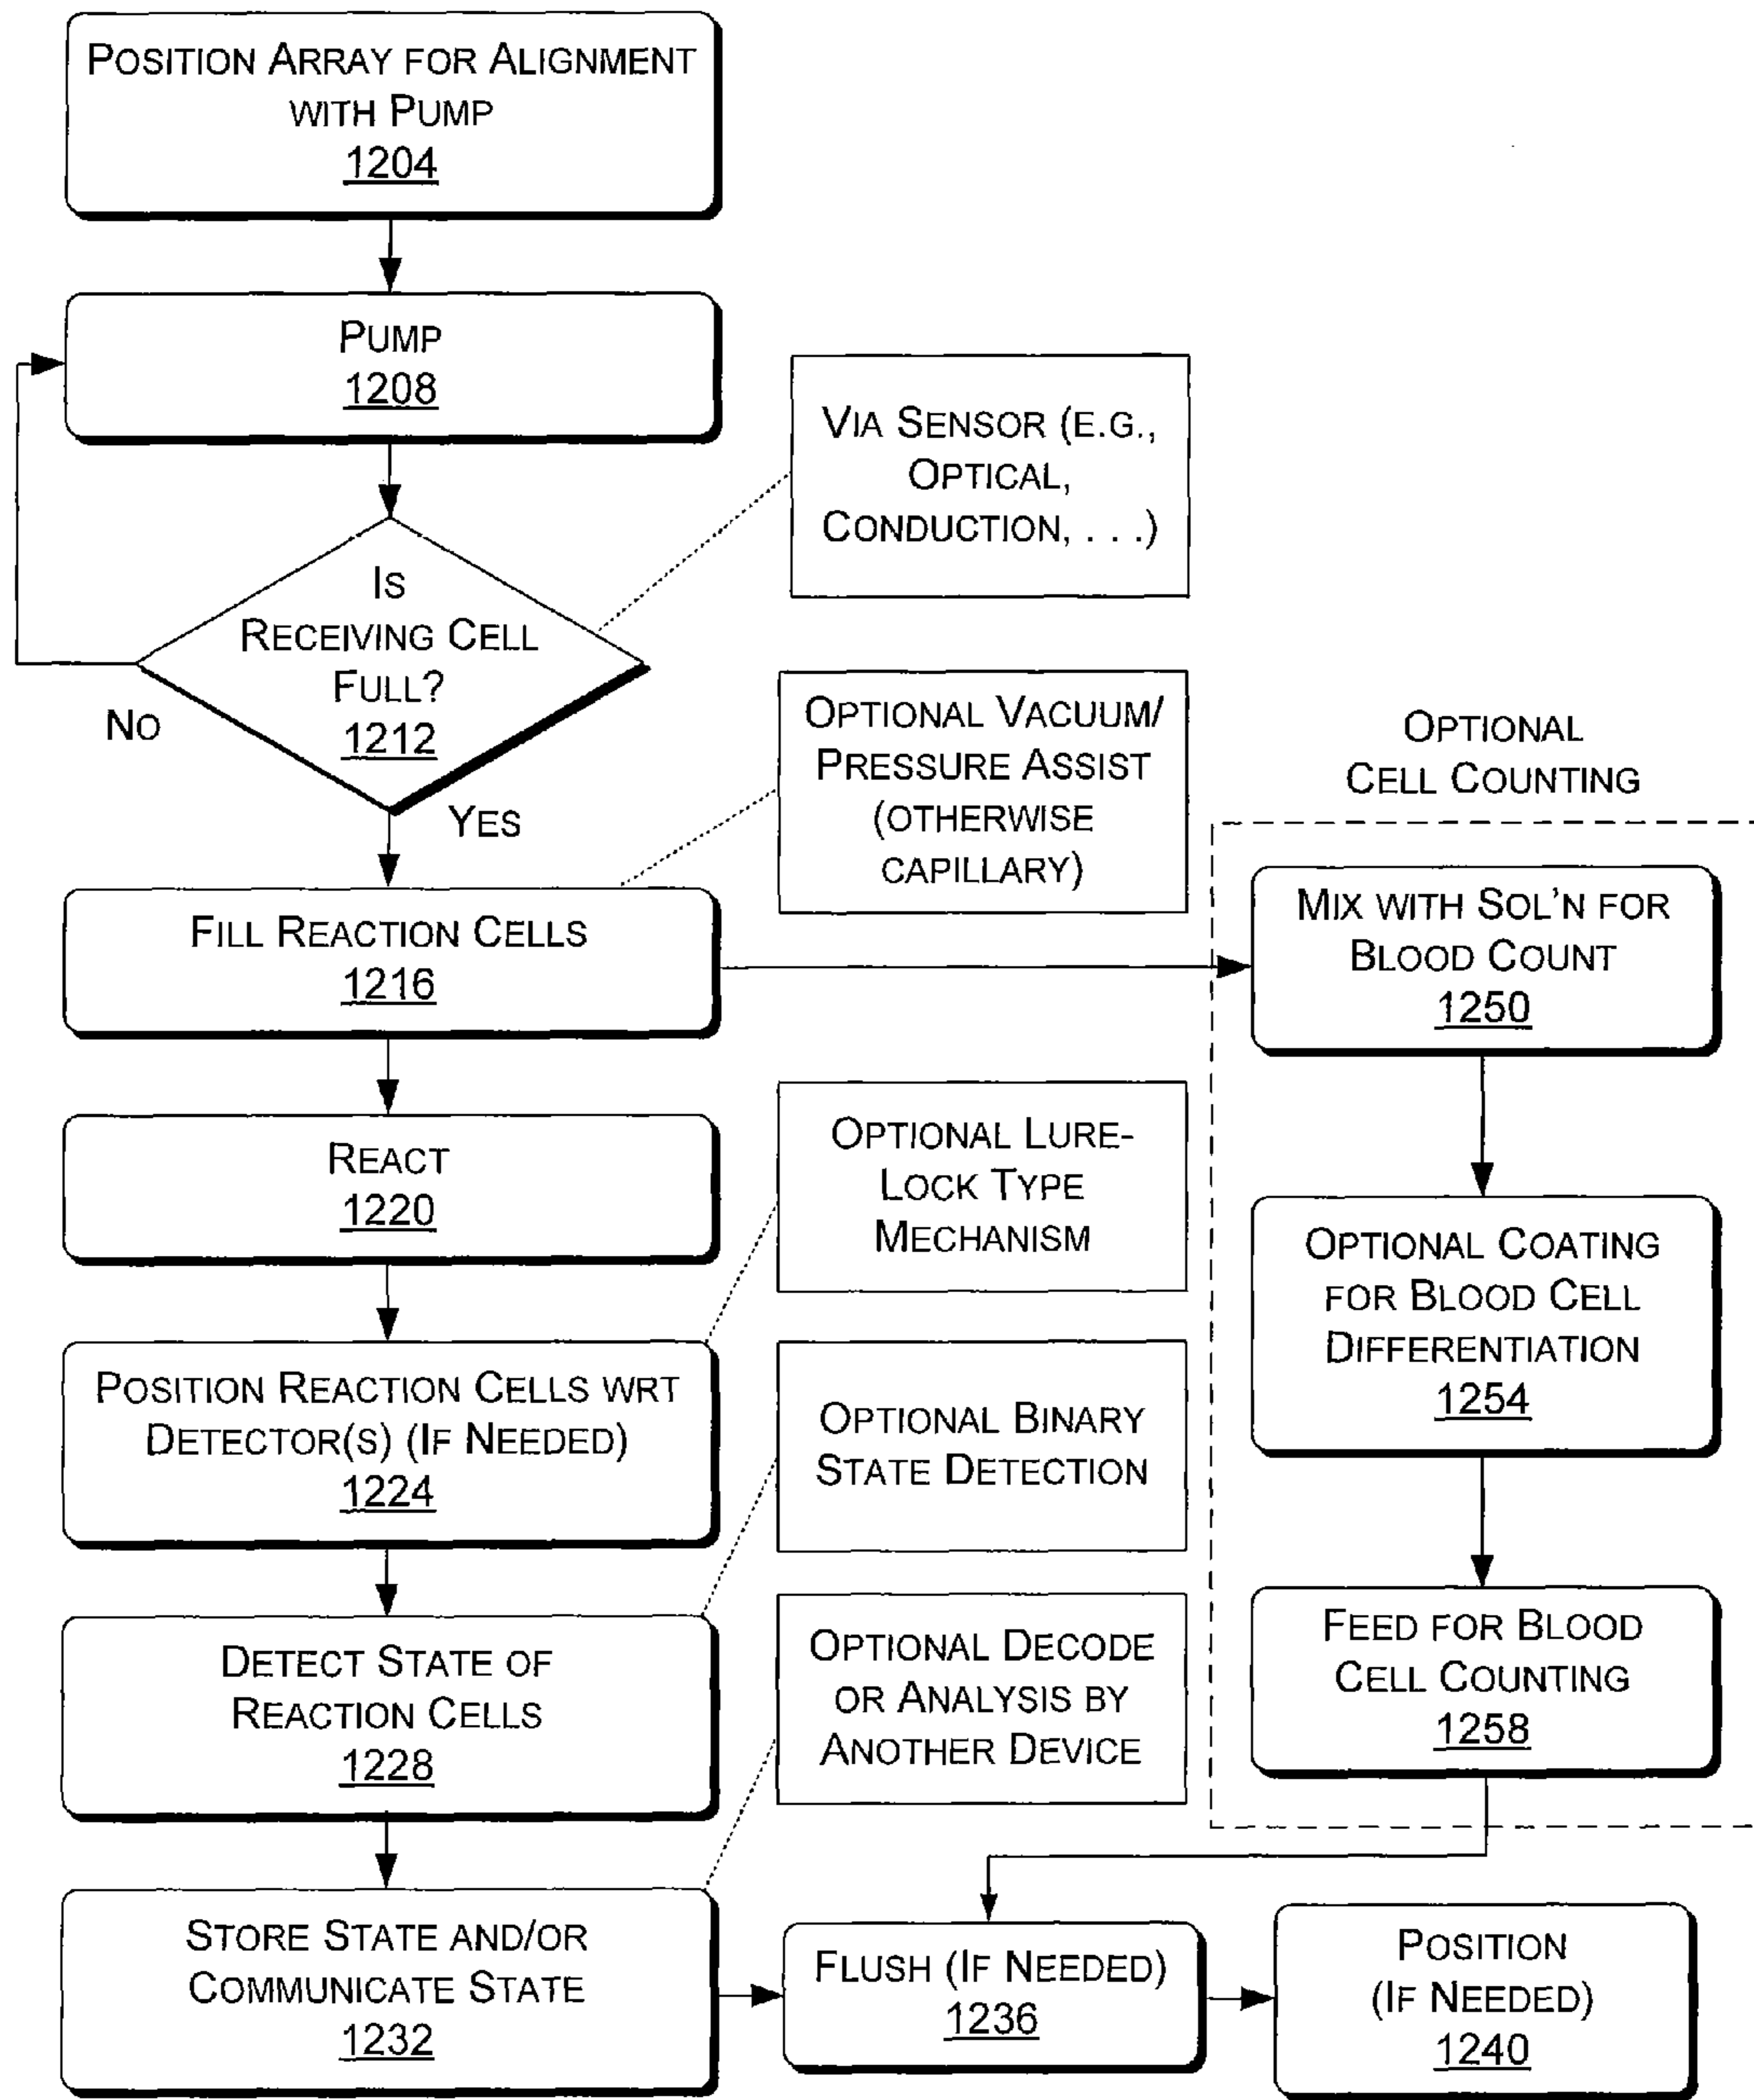 POSITION ARRAY FOR ALIGNMENT
WITH PUMP
1204
PUMP
1208
VIA SENSOR (E.G.,
OPTICAL,
CONDUCTION, . . .)
IS
RECEIVING CELL
FULL?
1212
NO
YES
OPTIONAL VACUUM/
PRESSURE ASSIST
(OTHERWISE
CAPILLARY)
OPTIONAL
CELL COUNTING
FILL REACTION CELLS
1216
MIX WITH SOL'N FOR
BLOOD COUNT
1250
REACT
1220
OPTIONAL LURE-
LOCK TYPE
MECHANISM
OPTIONAL COATING
FOR BLOOD CELL
DIFFERENTIATION
1254
POSITION REACTION CELLS WRT
DETECTOR(S) (IF NEEDED)
1224
OPTIONAL BINARY
STATE DETECTION
DETECT STATE OF
REACTION CELLS
1228
OPTIONAL DECODE
OR ANALYSIS BY
ANOTHER DEVICE
FEED FOR BLOOD
CELL COUNTING
1258
STORE STATE AND/OR
COMMUNICATE STATE
1232
FLUSH (IF NEEDED)
1236
POSITION
(IF NEEDED)
1240